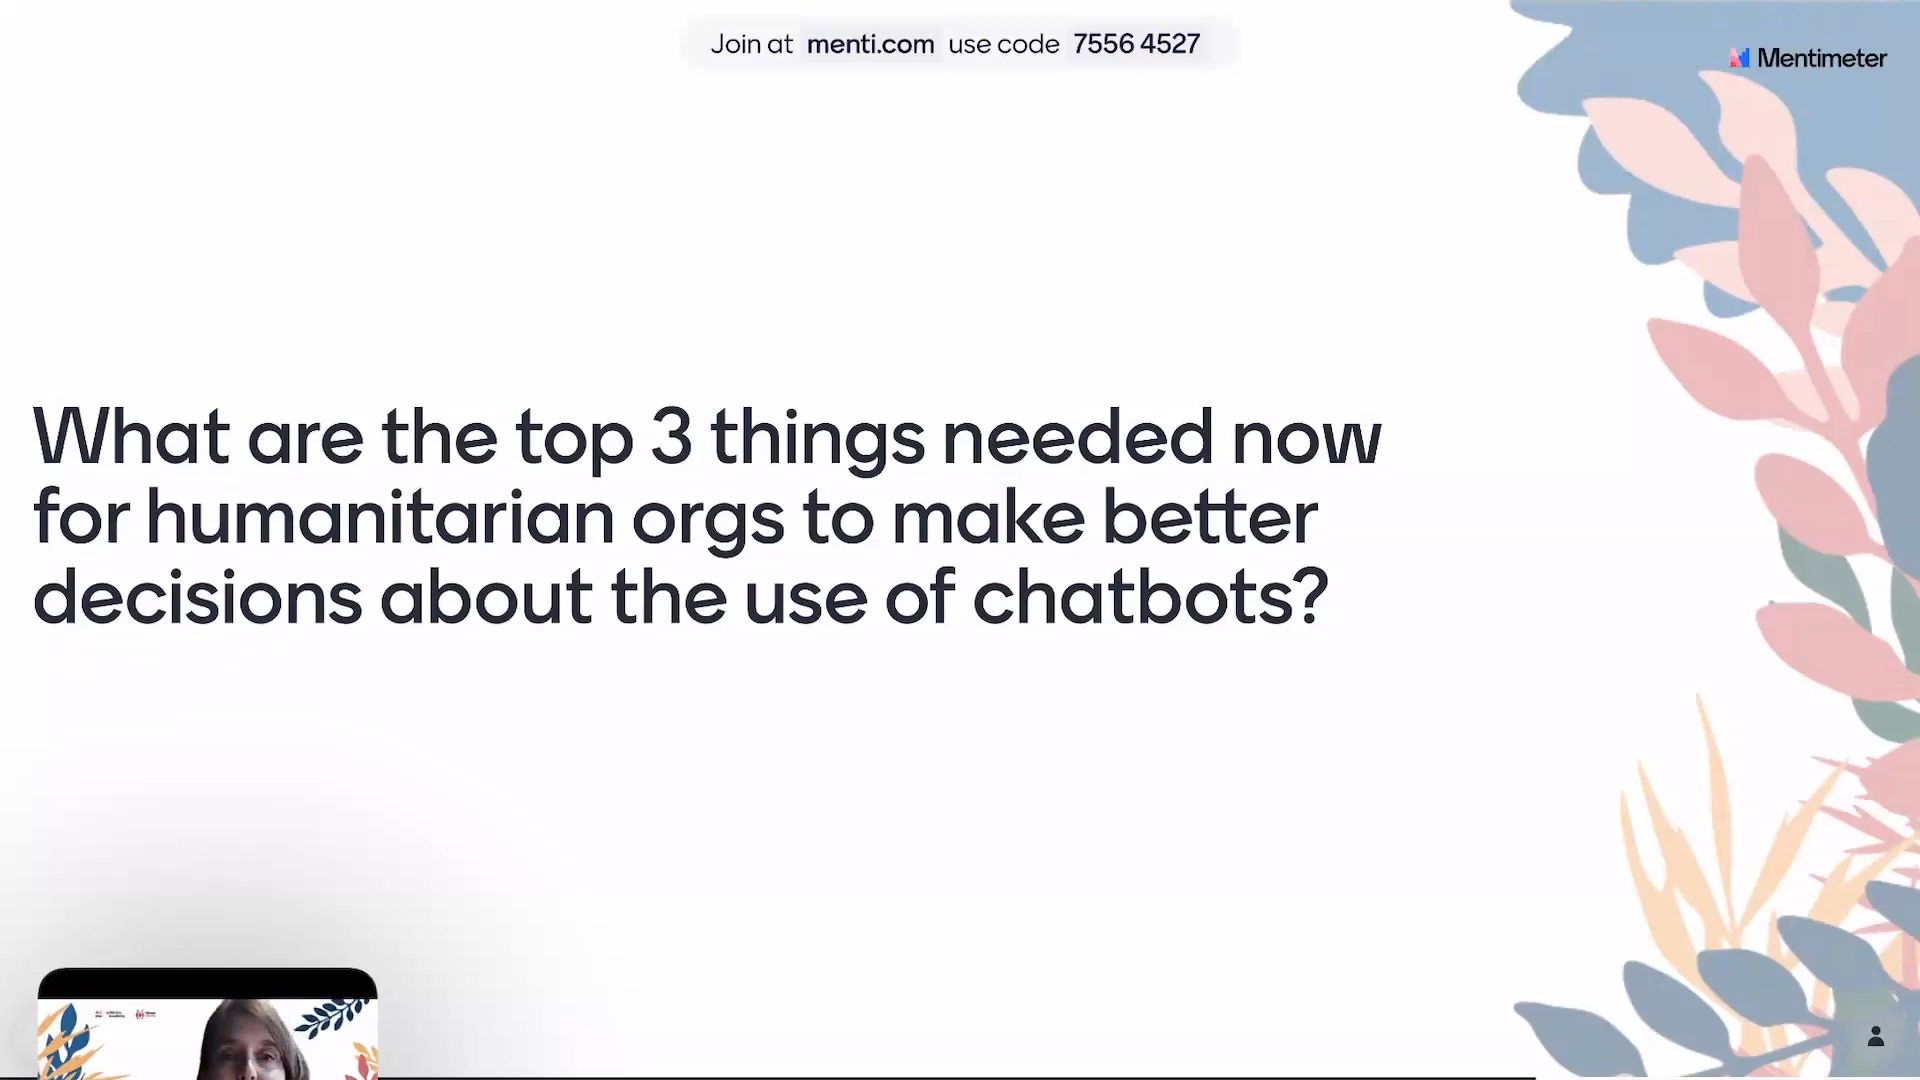 Join at menti.com use code 7556 4527
Mentimeter
What are the top 3 things needed now
for humanitarian orgs to make better
decisions about the use of chatbots?